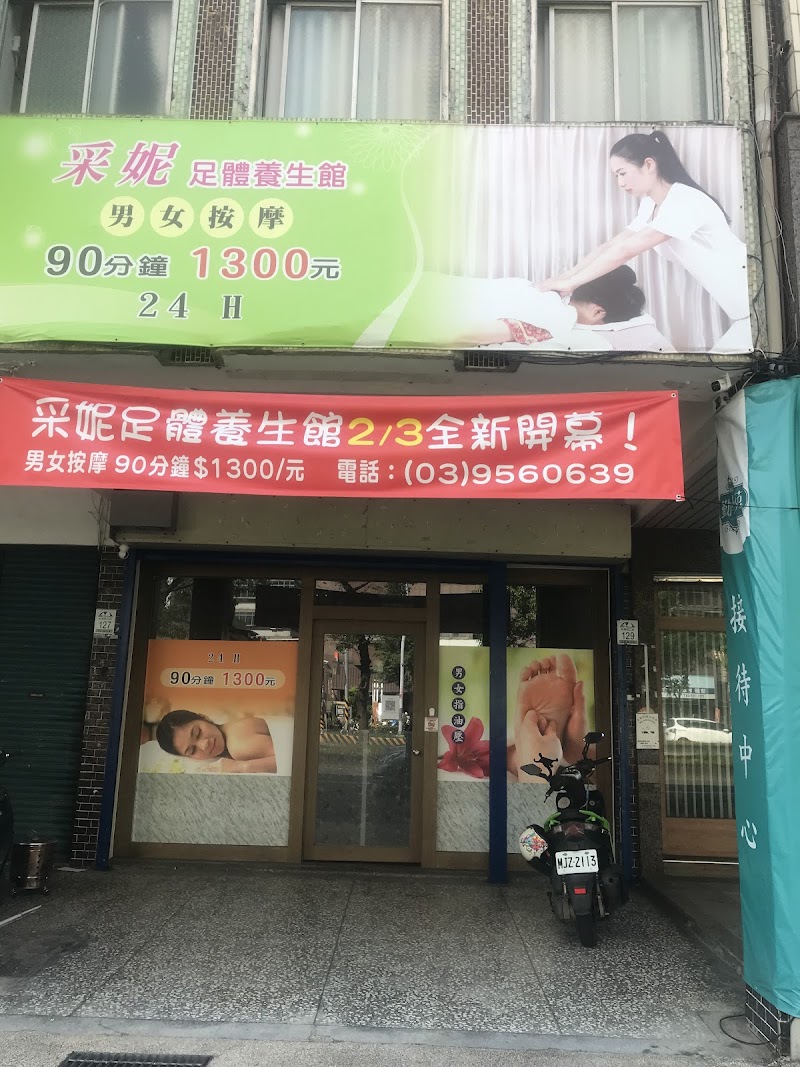 采妮 足體養生館
男女按摩
90分鐘 1300元
24 H
采妮足體養生館2/3全新開幕！
男女按摩 90分鐘$1300/元 電話：(03)9560639
127
129
24 H
90分鐘 1300元
男女指油壓
接待中心
MJZ-2113